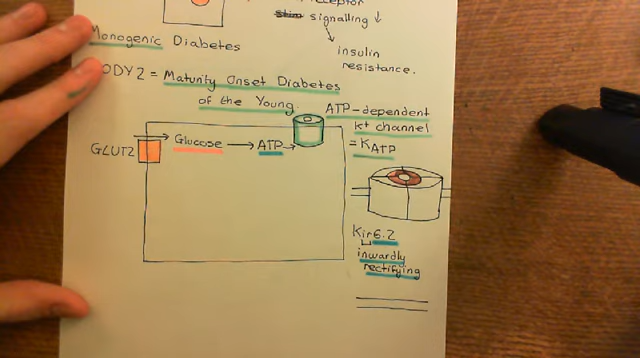 signalling ↓
insulin
resistance.
Monogenic Diabetes
ODY2 = Maturity Onset Diabetes
of the Young
ATP-dependent
K+ channel
= KATP
GLUT2
Glucose → ATP →
Kir6.2
inwardly
rectifying